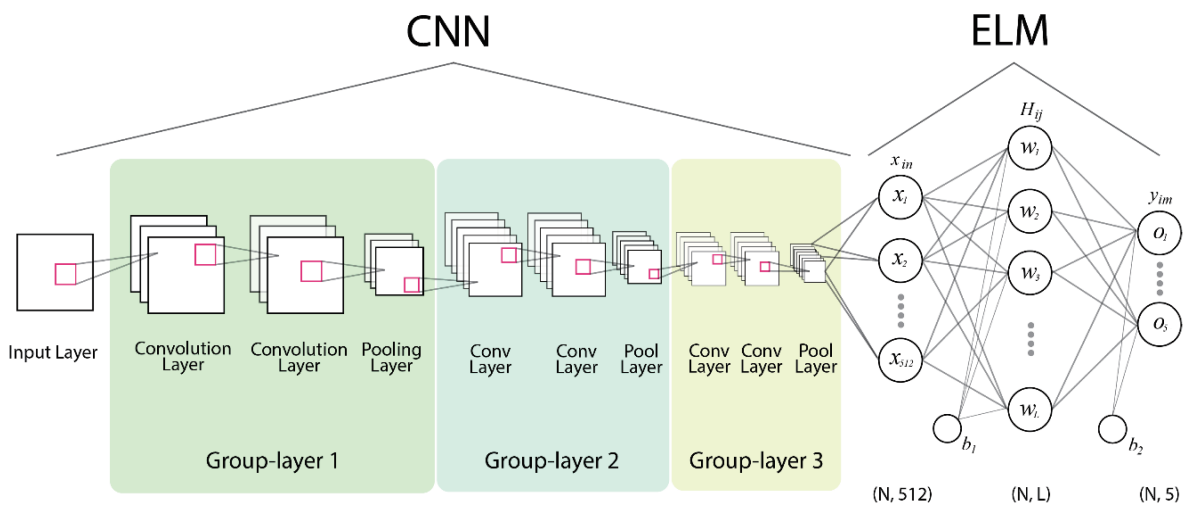 CNN
ELM
Input Layer
Convolution
Layer
Convolution
Layer
Pooling
Layer
Group-layer 1
Conv
Layer
Conv
Layer
Pool
Layer
Group-layer 2
Conv
Layer
Conv
Layer
Pool
Layer
Group-layer 3
x_in
x_1
x_2
x_512
b_1
(N, 512)
H_ij
w_1
w_2
w_3
w_L
(N, L)
y_im
o_1
o_5
b_2
(N, 5)